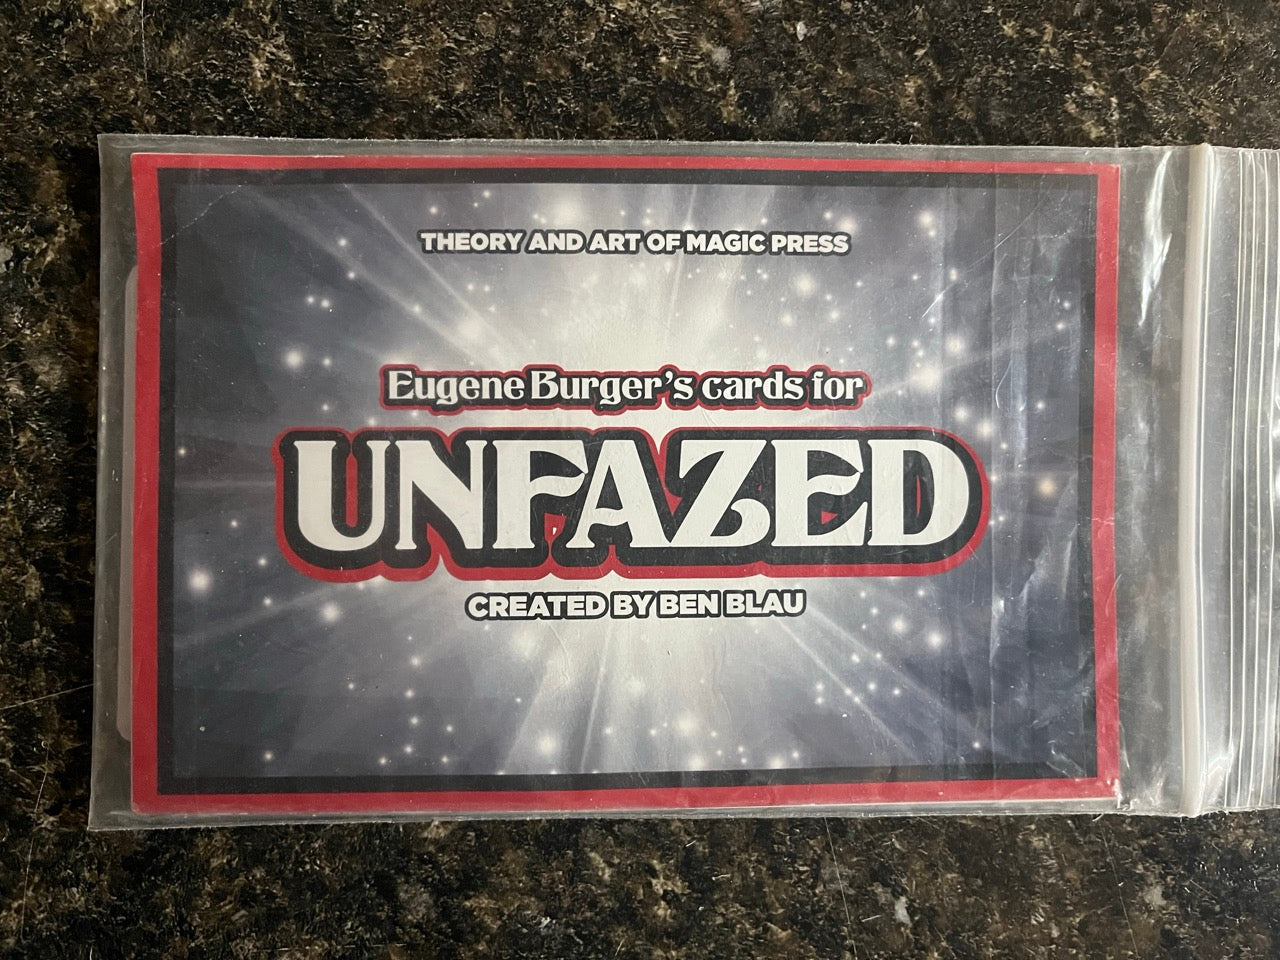 THEORY AND ART OF MAGIC PRESS
Eugene Burger's cards for
UNFAZED
CREATED BY BEN BLAU